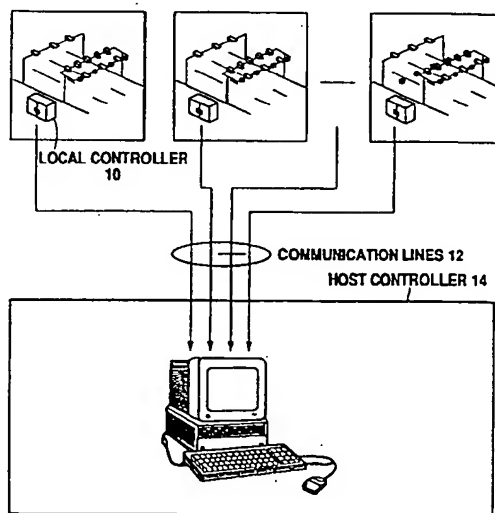 LOCAL CONTROLLER
10
COMMUNICATION LINES 12
HOST CONTROLLER 14